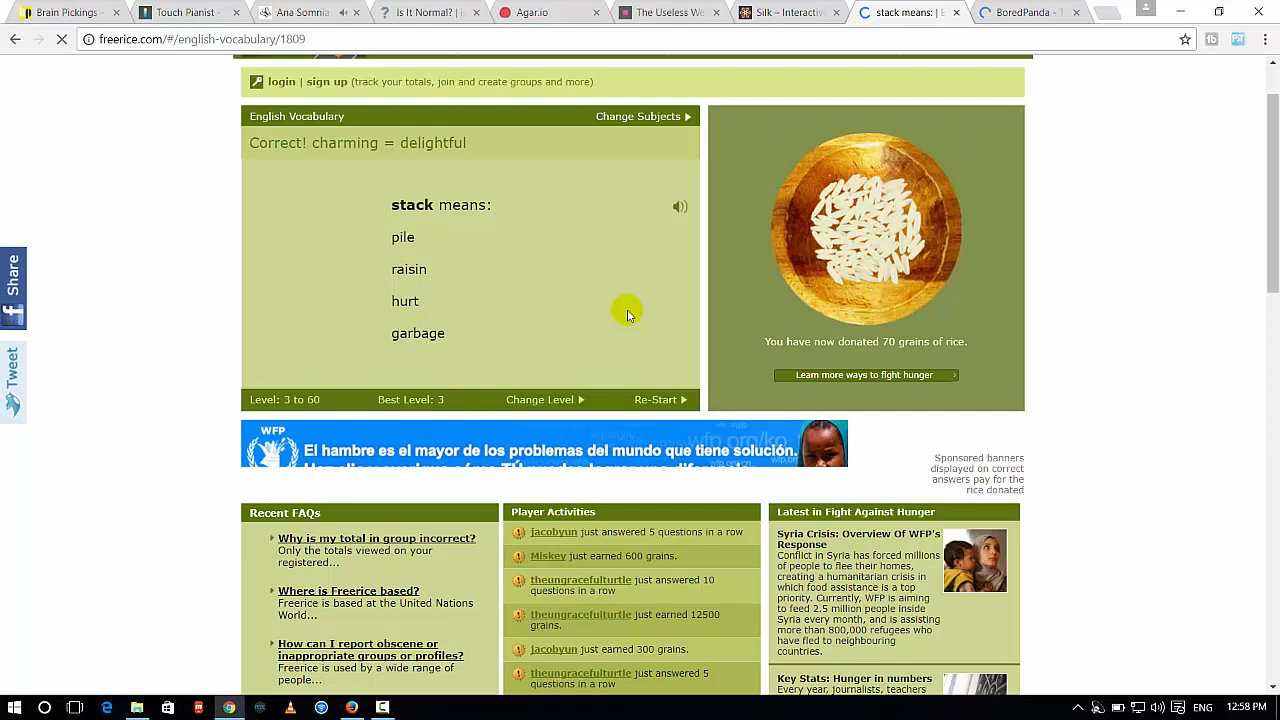 Brain Pickings -
Touch Pianist -
Ana Somnia
Is It Normal? |
Agar.io
The Useless We
Silk – Interactiv
stack means: | E
BoredPanda - T
freerice.com/#/english-vocabulary/1809
login | sign up (track your totals, join and create groups and more)
English Vocabulary
Change Subjects
Correct! charming = delightful
stack means:
pile
raisin
hurt
garbage
Level: 3 to 60
Best Level: 3
Change Level
Re-Start
You have now donated 70 grains of rice.
Learn more ways to fight hunger
Share
Tweet
WFP
El hambre es el mayor de los problemas del mundo que tiene solución.
wfp.org/
Sponsored banners
displayed on correct
answers pay for the
rice donated
Recent FAQs
Why is my total in group incorrect?
Only the totals viewed on your
registered...
Where is Freerice based?
Freerice is based at the United Nations
World...
How can I report obscene or
inappropriate groups or profiles?
Freerice is used by a wide range of
people...
Player Activities
jacobyun just answered 5 questions in a row
Miskey just earned 600 grains.
theungracefulturtle just answered 10
questions in a row
theungracefulturtle just earned 12500
grains.
jacobyun just earned 300 grains.
theungracefulturtle just answered 5
questions in a row
Latest in Fight Against Hunger
Syria Crisis: Overview Of WFP's
Response
Conflict in Syria has forced millions
of people to flee their homes,
creating a humanitarian crisis in
which food assistance is a top
priority. Currently, WFP is aiming
to feed 2.5 million people inside
Syria every month, and is assisting
more than 800,000 refugees who
have fled to neighbouring
countries.
Key Stats: Hunger in numbers
Every year, journalists, teachers
ENG
12:58 PM